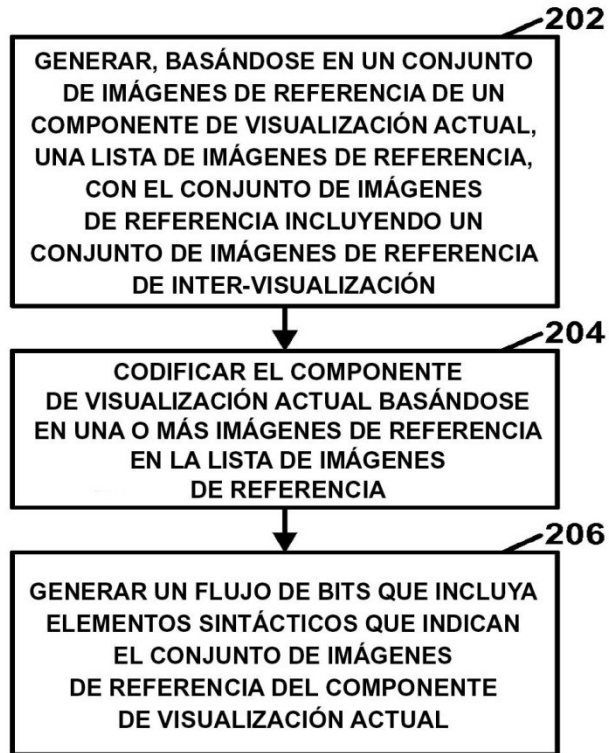 202
GENERAR, BASÁNDOSE EN UN CONJUNTO
DE IMÁGENES DE REFERENCIA DE UN
COMPONENTE DE VISUALIZACIÓN ACTUAL,
UNA LISTA DE IMÁGENES DE REFERENCIA,
CON EL CONJUNTO DE IMÁGENES
DE REFERENCIA INCLUYENDO UN
CONJUNTO DE IMÁGENES DE REFERENCIA
DE INTER-VISUALIZACIÓN
204
CODIFICAR EL COMPONENTE
DE VISUALIZACIÓN ACTUAL BASÁNDOSE
EN UNA O MÁS IMÁGENES DE REFERENCIA
EN LA LISTA DE IMÁGENES
DE REFERENCIA
206
GENERAR UN FLUJO DE BITS QUE INCLUYA
ELEMENTOS SINTÁCTICOS QUE INDICAN
EL CONJUNTO DE IMÁGENES
DE REFERENCIA DEL COMPONENTE
DE VISUALIZACIÓN ACTUAL